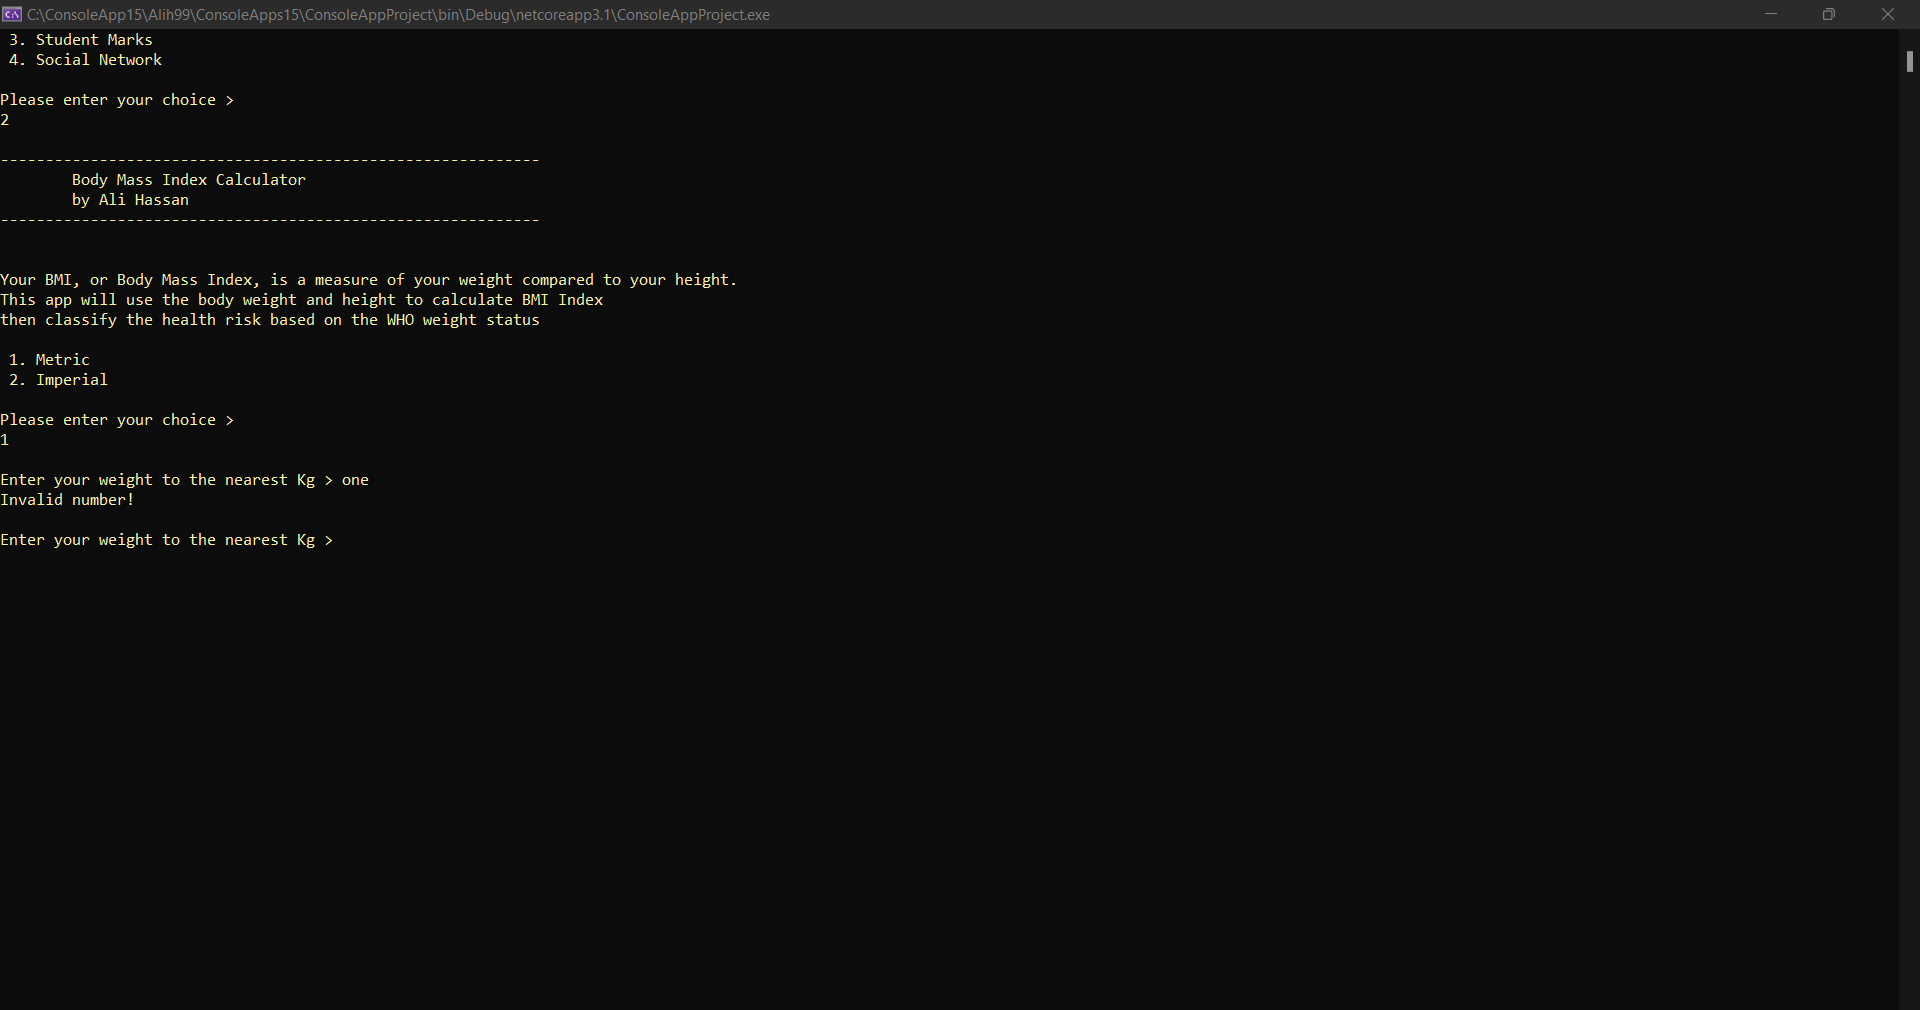 C:\ConsoleApp15\Alih99\ConsoleApps15\ConsoleAppProject\bin\Debug\netcoreapp3.1\ConsoleAppProject.exe
3. Student Marks
4. Social Network
Please enter your choice >
2
------------------------------------------------------------
Body Mass Index Calculator
by Ali Hassan
------------------------------------------------------------
Your BMI, or Body Mass Index, is a measure of your weight compared to your height.
This app will use the body weight and height to calculate BMI Index
then classify the health risk based on the WHO weight status
1. Metric
2. Imperial
Please enter your choice >
1
Enter your weight to the nearest Kg > one
Invalid number!
Enter your weight to the nearest Kg >